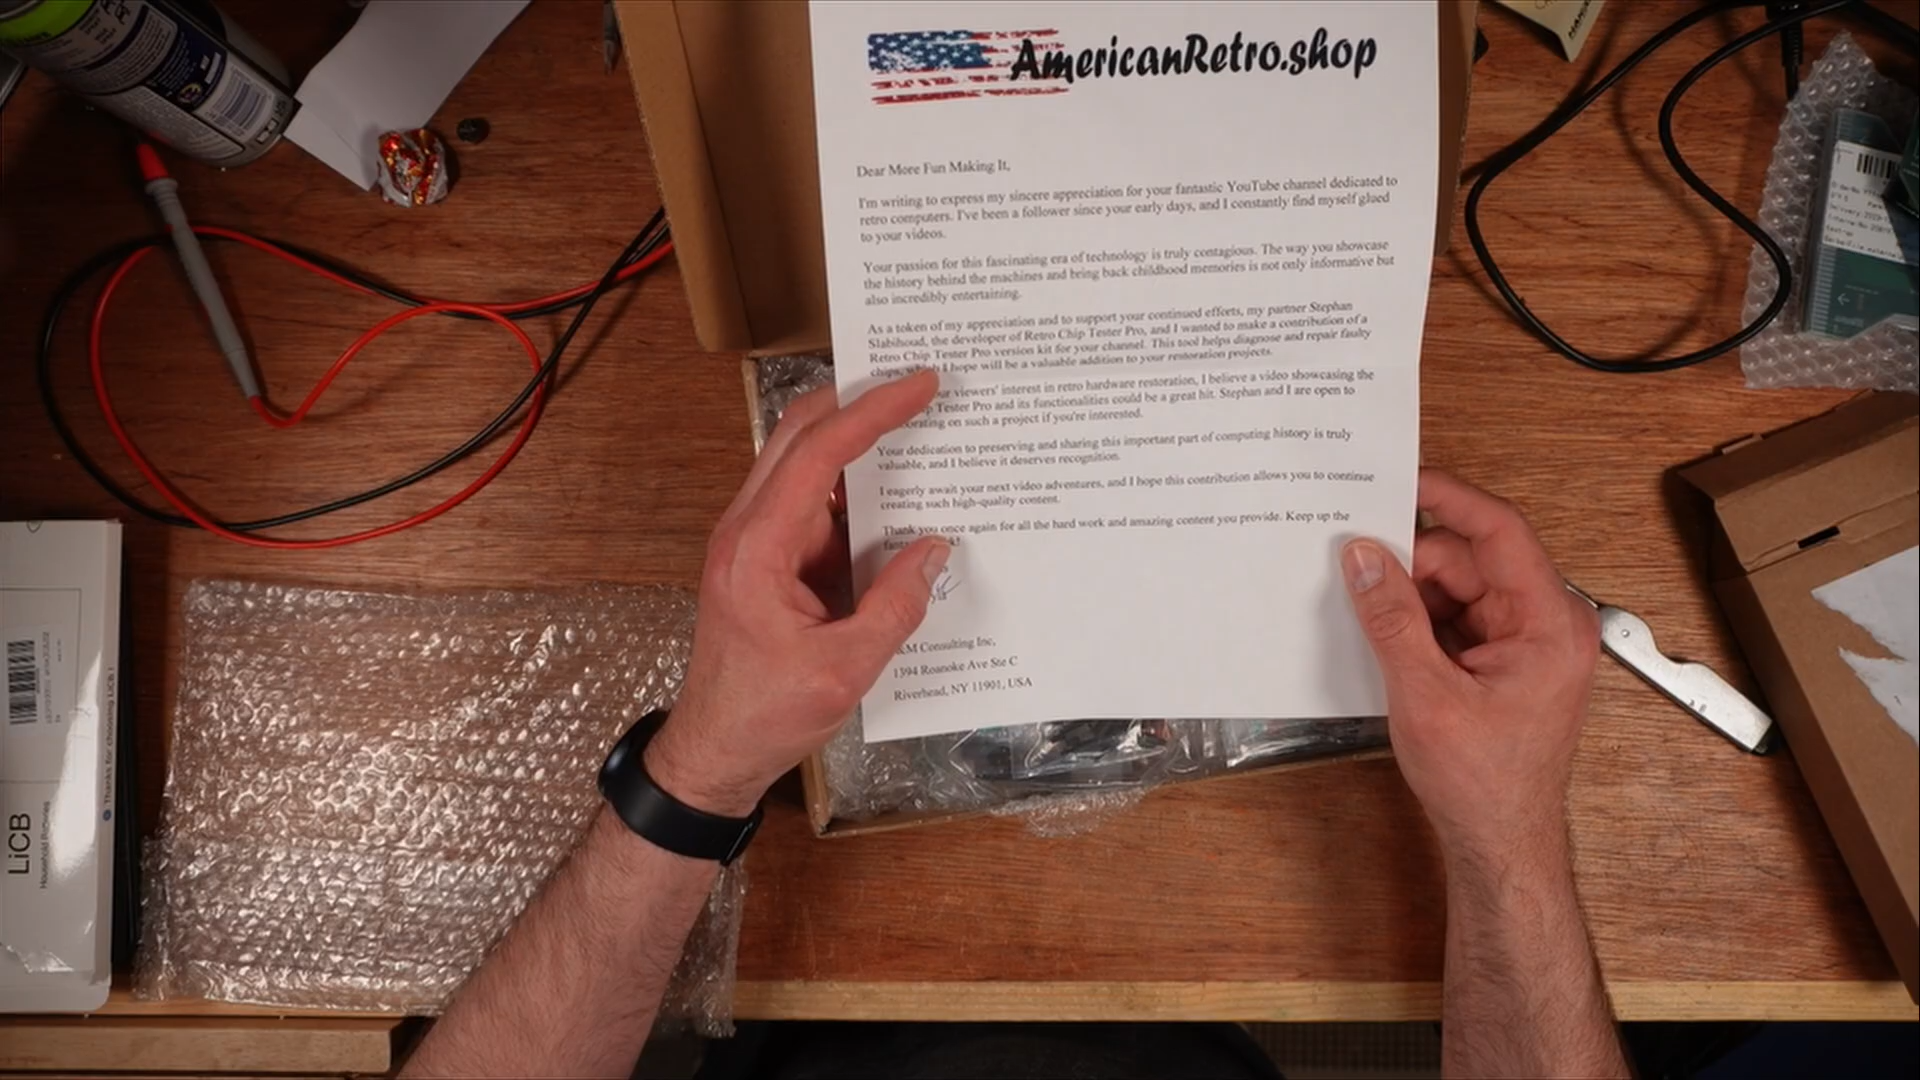 AmericanRetro.shop
Dear More Fun Making It,
I'm writing to express my sincere appreciation for your fantastic YouTube channel dedicated to
retro computers. I've been a follower since your early days, and I constantly find myself glued
to your videos.
Your passion for this fascinating era of technology is truly contagious. The way you showcase
the history behind the machines and bring back childhood memories is not only informative but
also incredibly entertaining.
As a token of my appreciation and to support your continued efforts, my partner Stephan
Slabihoud, the developer of Retro Chip Tester Pro, and I wanted to make a contribution of a
Retro Chip Tester Pro version kit for your channel. This tool helps diagnose and repair faulty
chips, which I hope will be a valuable addition to your restoration projects.
viewers' interest in retro hardware restoration, I believe a video showcasing the
Tester Pro and its functionalities could be a great hit. Stephan and I are open to
on such a project if you're interested.
Your dedication to preserving and sharing this important part of computing history is truly
valuable, and I believe it deserves recognition.
I eagerly await your next video adventures, and I hope this contribution allows you to continue
creating such high-quality content.
Thank you once again for all the hard work and amazing content you provide. Keep up the
Consulting Inc,
1394 Roanoke Ave Ste C
Riverhead, NY 11901, USA
LiCB
Household Batteries
Thanks for choosing LiCB !